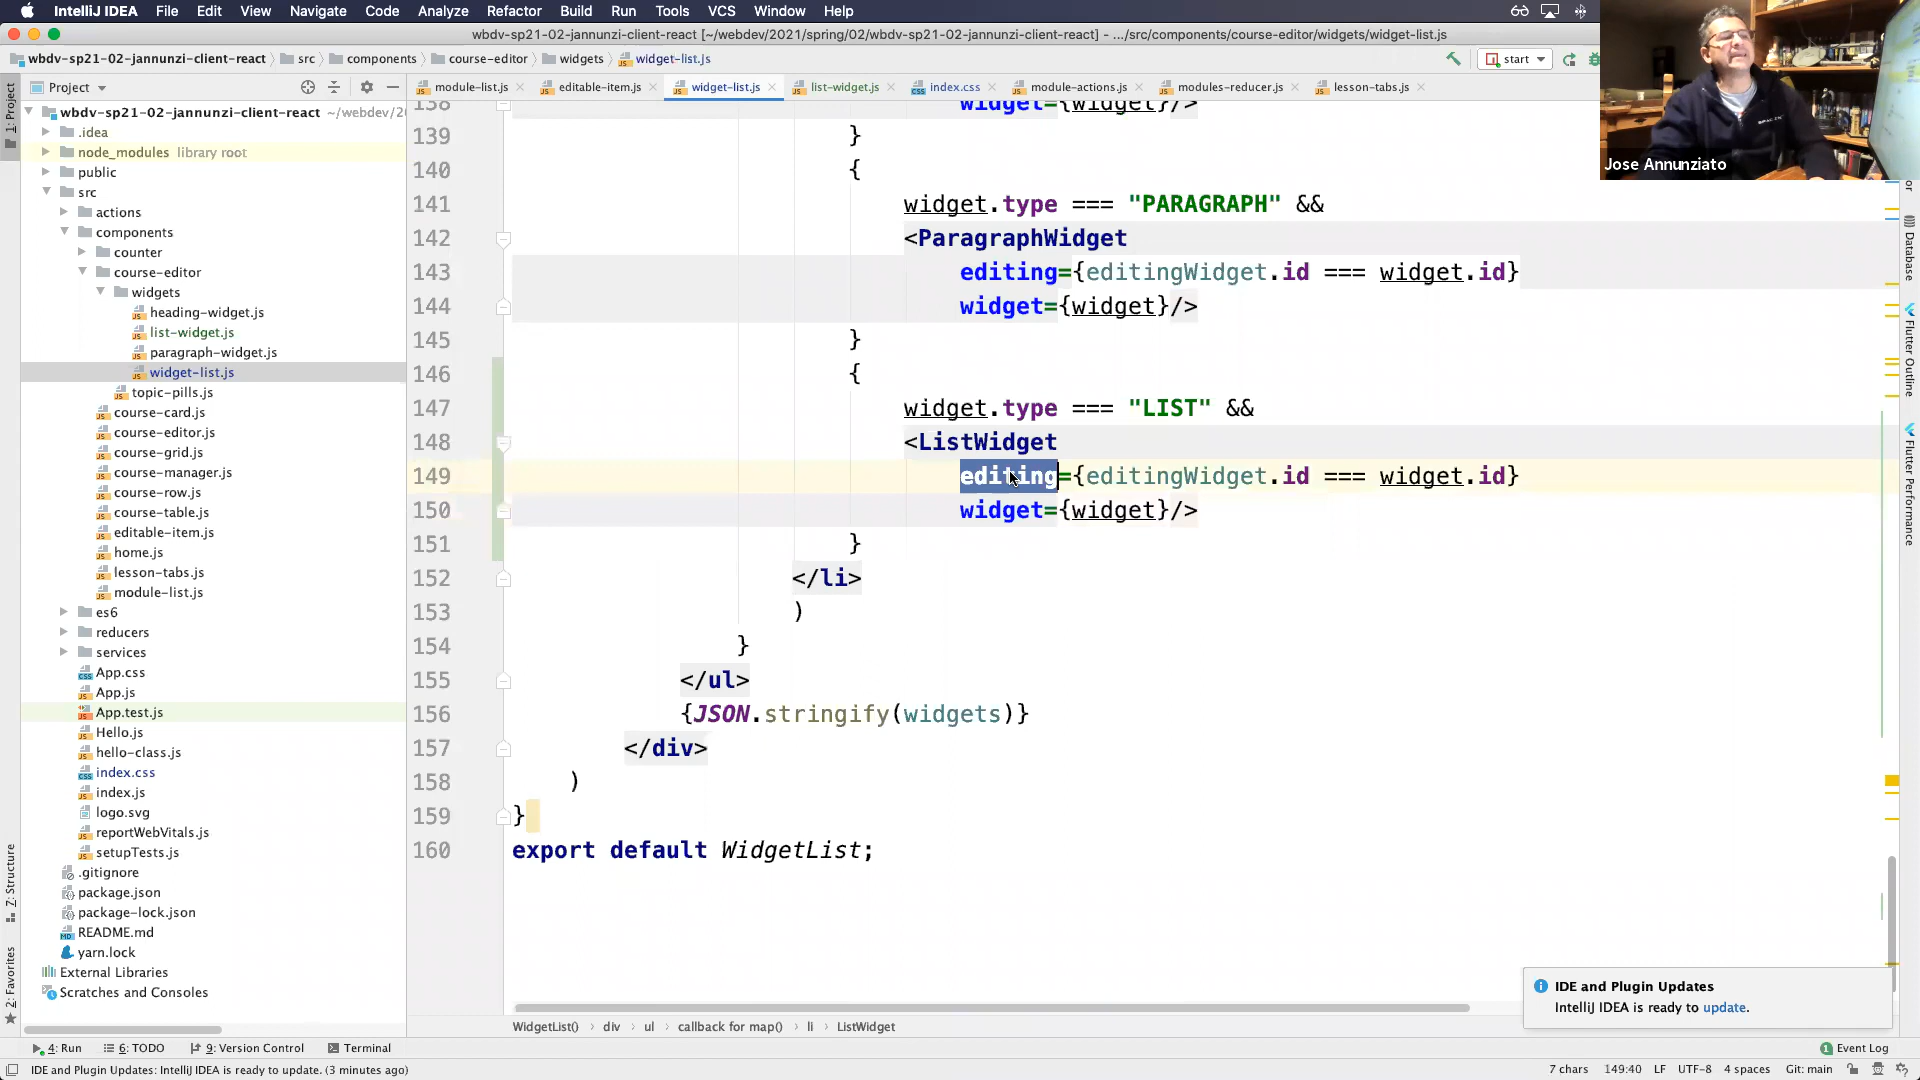 IntelliJ IDEA File Edit View Navigate Code Analyze Refactor Build Run Tools VCS Window Help
wbdv-sp21-02-jannunzi-client-react [~/webdev/2021/spring/02/wbdv-sp21-02-jannunzi-client-react] - .../src/components/course-editor/widgets/widget-list.js
wbdv-sp21-02-jannunzi-client-react src components course-editor widgets widget-list.js start
Project
module-list.js editable-item.js widget-list.js list-widget.js index.css module-actions.js modules-reducer.js lesson-tabs.js
Jose Annunziato
1: Project
7: Structure
2: Favorites
Database
Flutter Outline
Flutter Performance
wbdv-sp21-02-jannunzi-client-react ~/webdev/20
.idea
node_modules library root
public
src
actions
components
counter
course-editor
widgets
heading-widget.js
list-widget.js
paragraph-widget.js
widget-list.js
topic-pills.js
course-card.js
course-editor.js
course-grid.js
course-manager.js
course-row.js
course-table.js
editable-item.js
home.js
lesson-tabs.js
module-list.js
es6
reducers
services
App.css
App.js
App.test.js
Hello.js
hello-class.js
index.css
index.js
logo.svg
reportWebVitals.js
setupTests.js
.gitignore
package.json
package-lock.json
README.md
yarn.lock
External Libraries
Scratches and Consoles
138 widget={widget}/>
139 }
140 {
141 widget.type === "PARAGRAPH" &&
142 <ParagraphWidget
143 editing={editingWidget.id === widget.id}
144 widget={widget}/>
145 }
146 {
147 widget.type === "LIST" &&
148 <ListWidget
149 editing={editingWidget.id === widget.id}
150 widget={widget}/>
151 }
152 </li>
153 )
154 }
155 </ul>
156 {JSON.stringify(widgets)}
157 </div>
158 )
159 }
160 export default WidgetList;
IDE and Plugin Updates
IntelliJ IDEA is ready to update.
WidgetList() div ul callback for map() li ListWidget
4: Run 6: TODO 9: Version Control Terminal 1 Event Log
IDE and Plugin Updates: IntelliJ IDEA is ready to update. (3 minutes ago) 7 chars 149:40 LF UTF-8 4 spaces Git: main